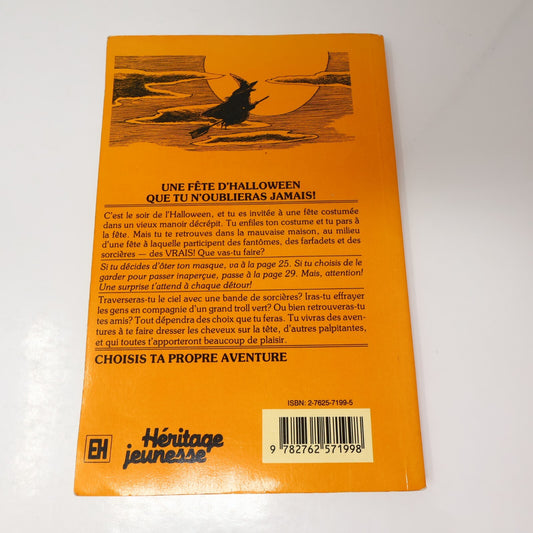 UNE FÊTE D'HALLOWEEN
QUE TU N'OUBLIERAS JAMAIS!
C'est le soir de l'Halloween, et tu es invitée à une fête costumée
dans un vieux manoir décrépit. Tu enfiles ton costume et tu pars à
la fête. Mais tu te retrouves dans la mauvaise maison, au milieu
d'une fête à laquelle participent des fantômes, des farfadets et des
sorcières — des VRAIS! Que vas-tu faire?
Si tu décides d'ôter ton masque, va à la page 25. Si tu choisis de le
garder pour passer inaperçue, passe à la page 29. Mais, attention!
Une surprise t'attend à chaque détour!
Traverseras-tu le ciel avec une bande de sorcières? Iras-tu effrayer
les gens en compagnie d'un grand troll vert? Ou bien retrouveras-tu
tes amis? Tout dépendra des choix que tu feras. Tu vivras des aven-
tures à te faire dresser les cheveux sur la tête, d'autres palpitantes,
et qui toutes t'apporteront beaucoup de plaisir.
CHOISIS TA PROPRE AVENTURE
ISBN: 2-7625-7199-5
EH
Héritage
jeunesse
9 782762 571998